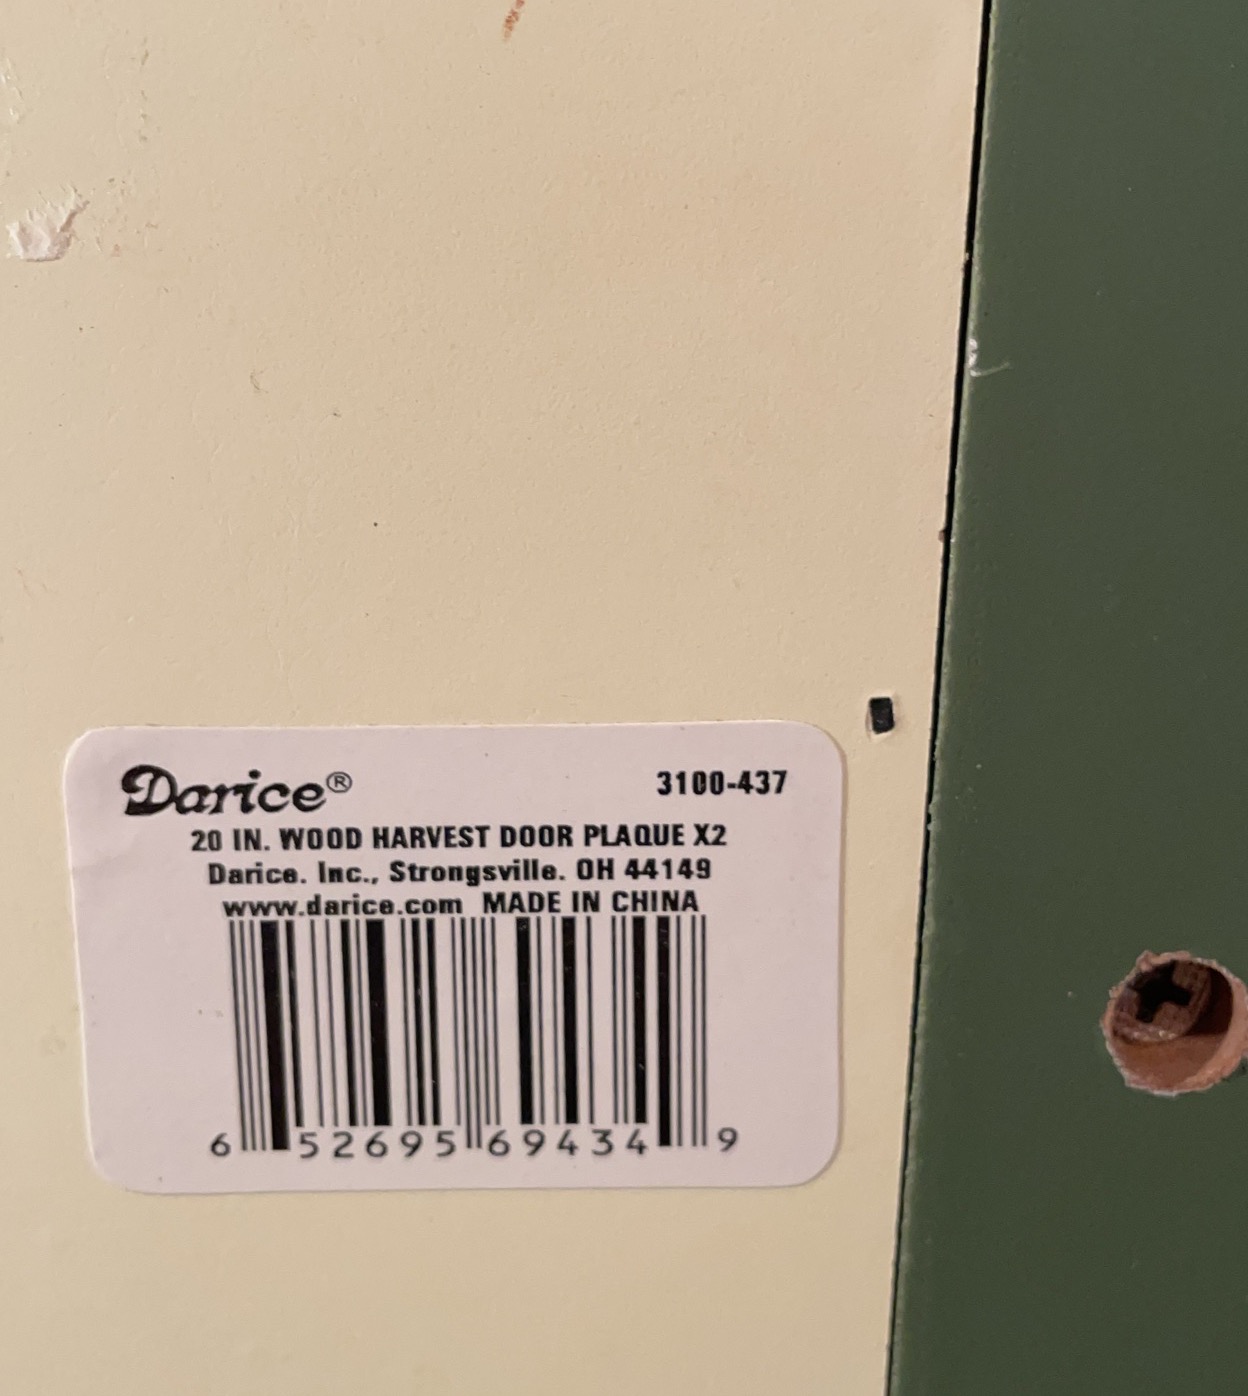 Darice® 3100-437
20 IN. WOOD HARVEST DOOR PLAQUE X2
Darice. Inc., Strongsville. OH 44149
www.darice.com MADE IN CHINA
6 52695 69434 9